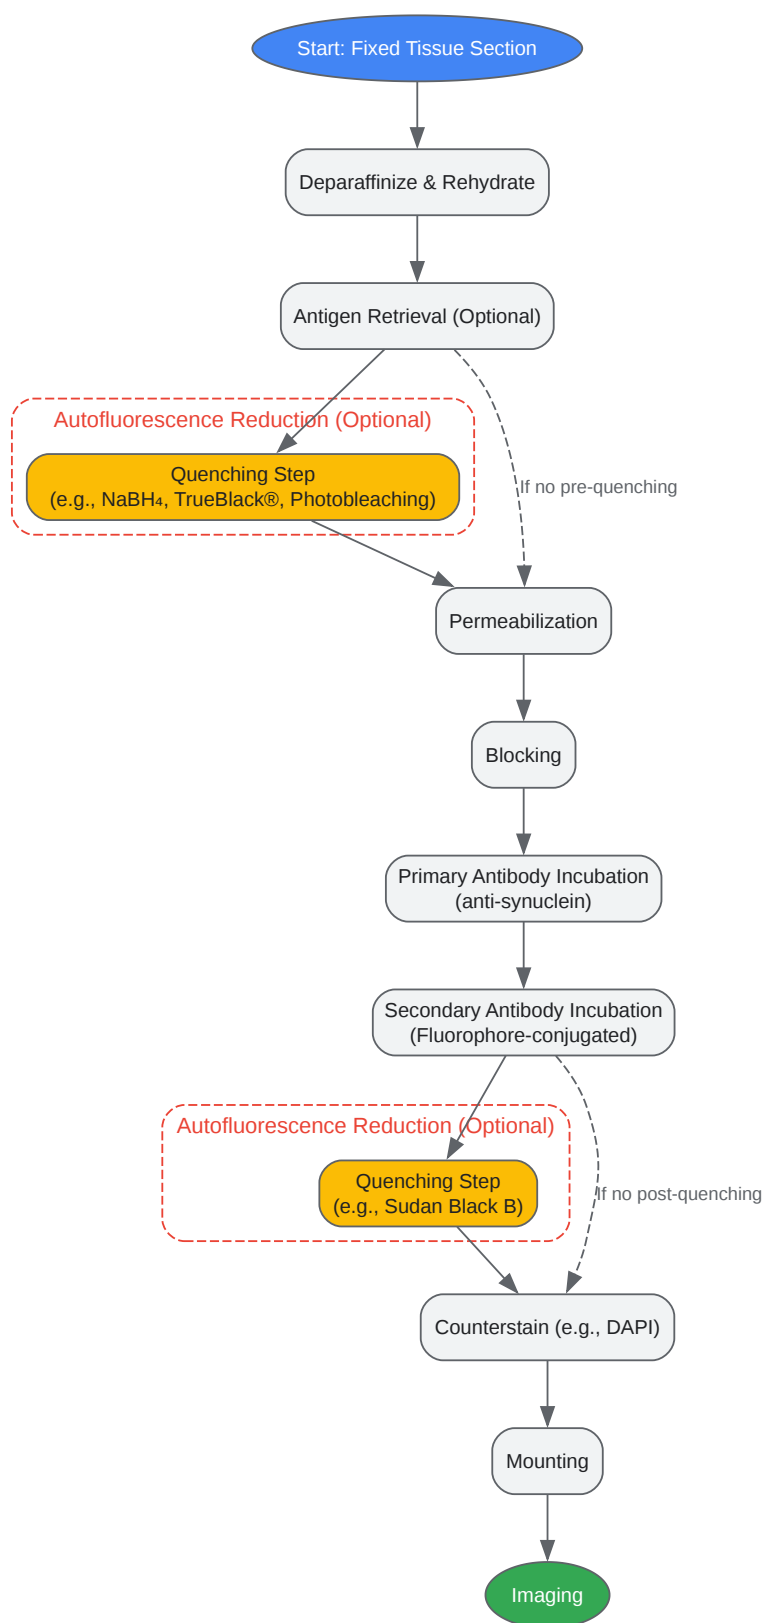 Start: Fixed Tissue Section
Deparaffinize & Rehydrate
Antigen Retrieval (Optional)
Autofluorescence Reduction (Optional)
Quenching Step
(e.g., NaBH₄, TrueBlack®, Photobleaching)
If no pre-quenching
Permeabilization
Blocking
Primary Antibody Incubation
(anti-synuclein)
Secondary Antibody Incubation
(Fluorophore-conjugated)
Autofluorescence Reduction (Optional)
Quenching Step
(e.g., Sudan Black B)
If no post-quenching
Counterstain (e.g., DAPI)
Mounting
Imaging